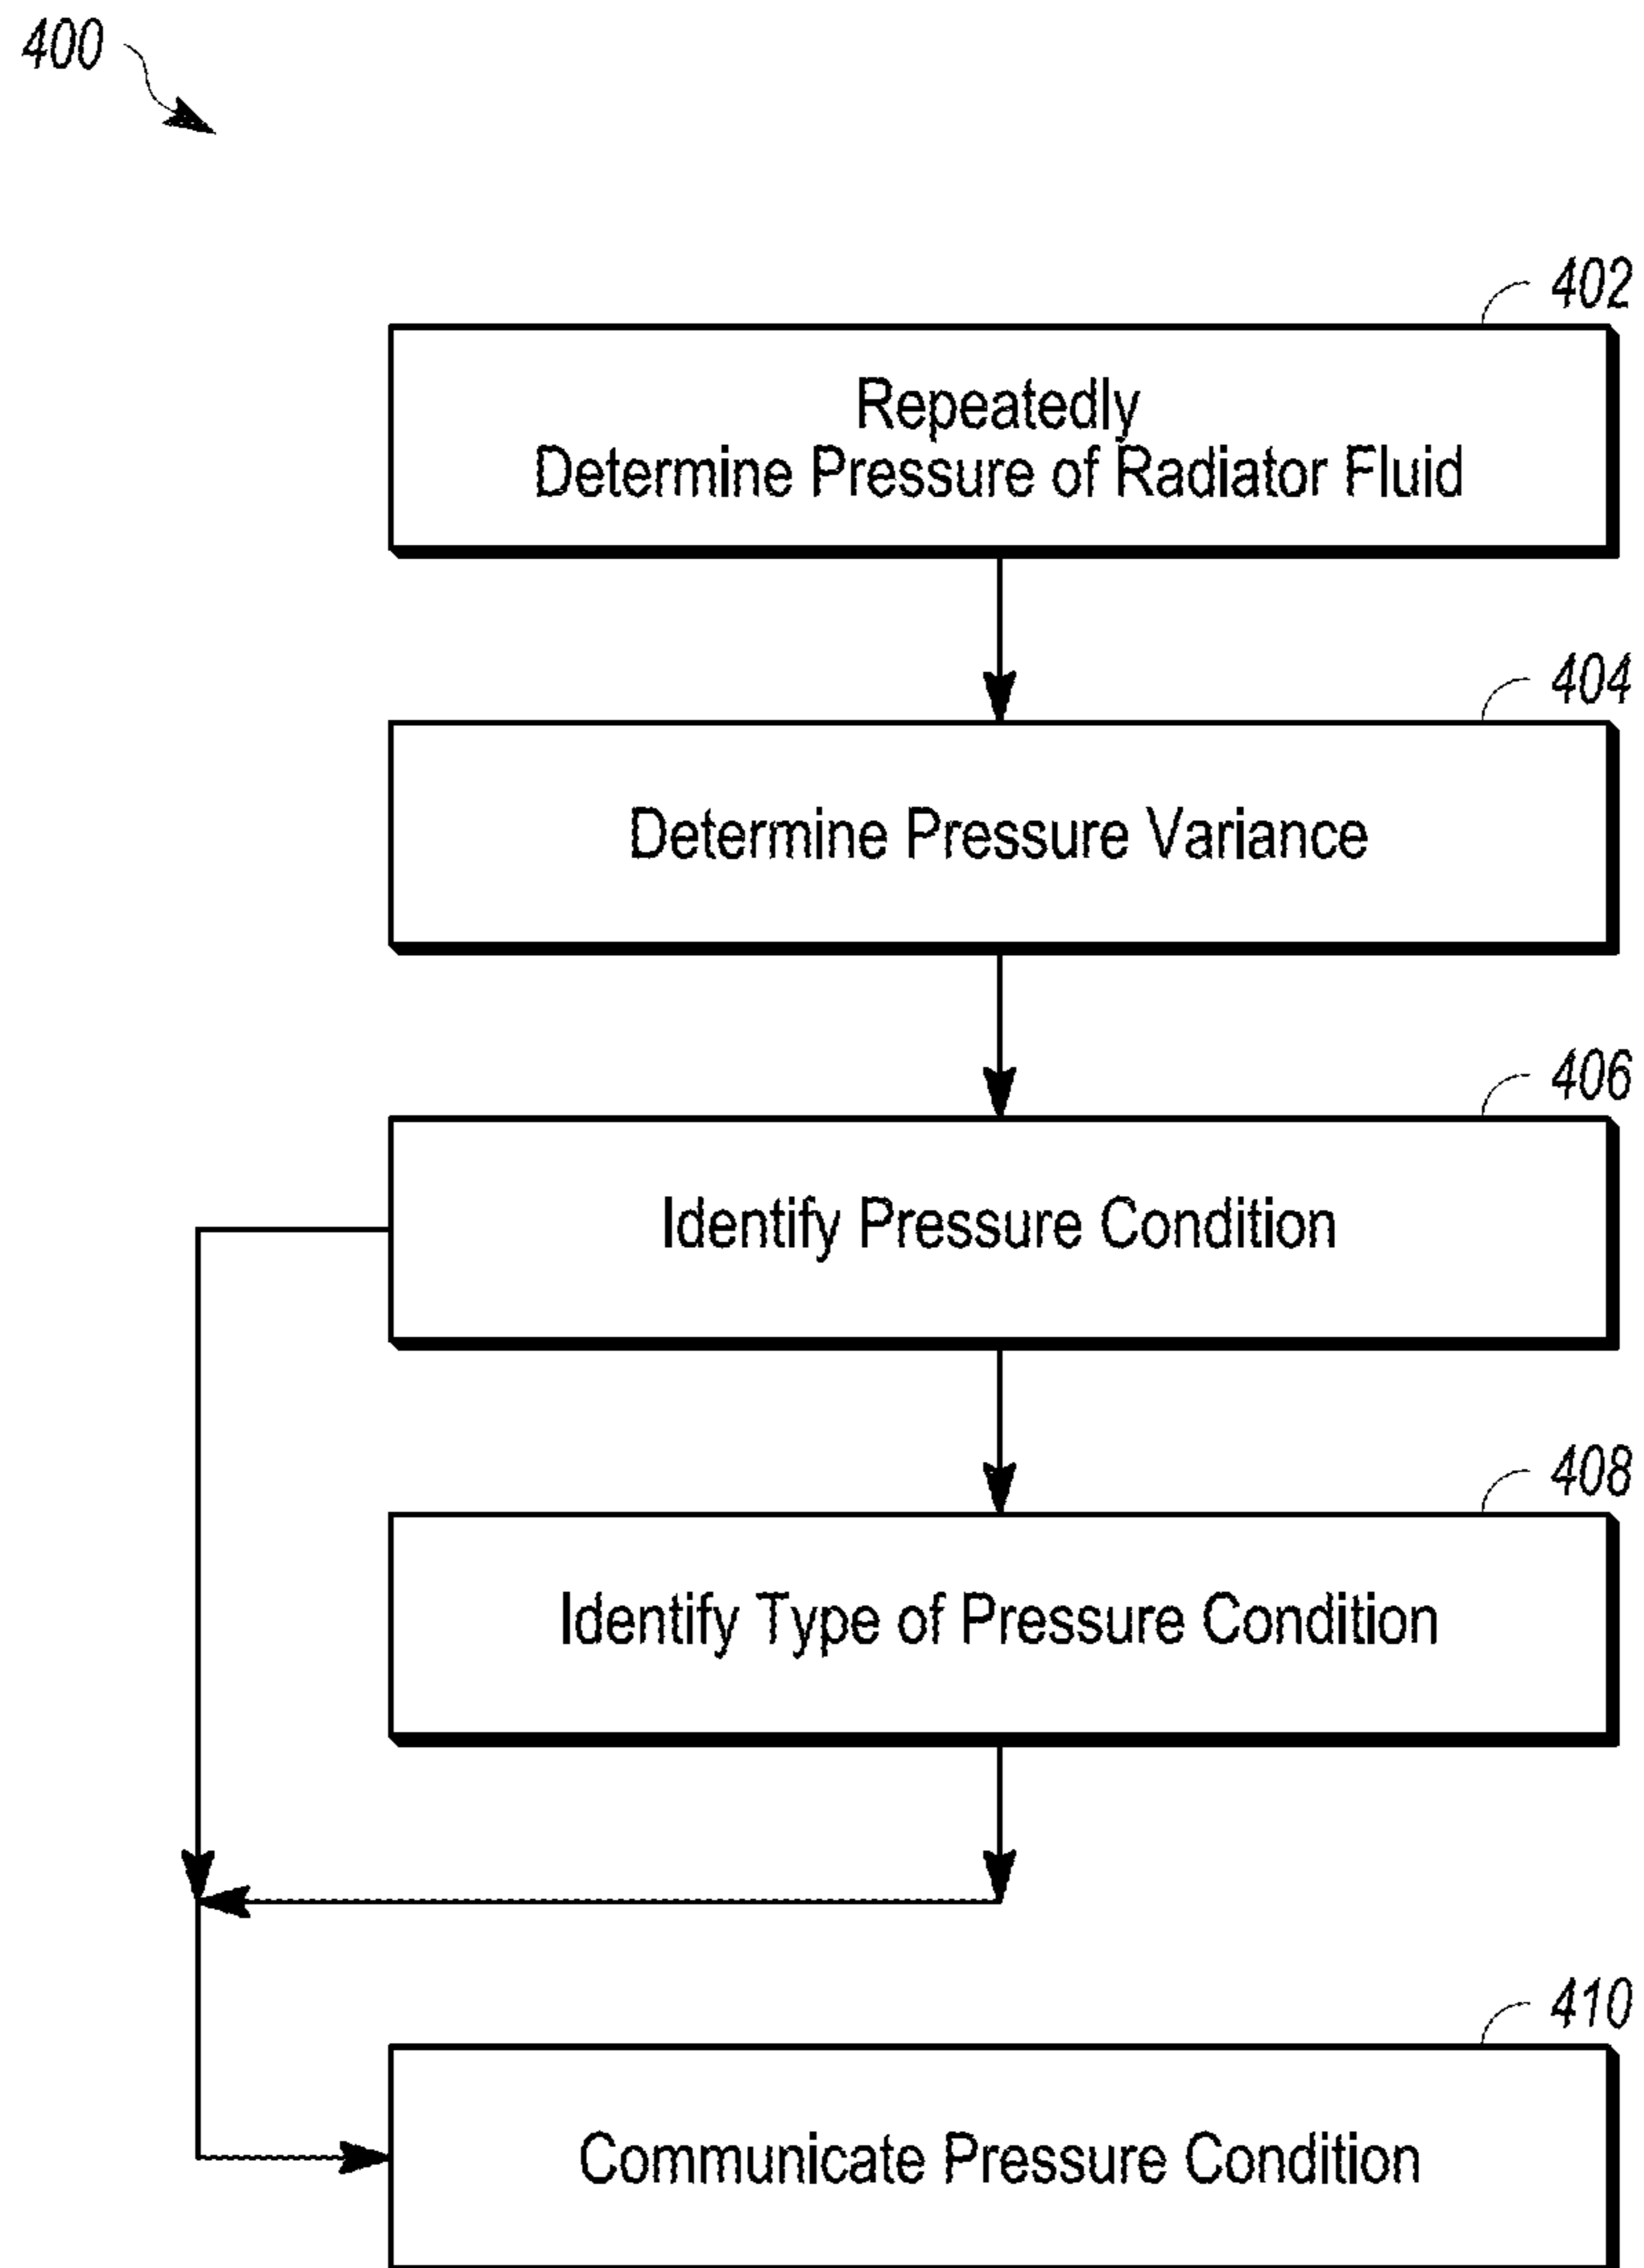 400
402
Repeatedly
Determine Pressure of Radiator Fluid
404
Determine Pressure Variance
406
Identify Pressure Condition
408
Identify Type of Pressure Condition
410
Communicate Pressure Condition